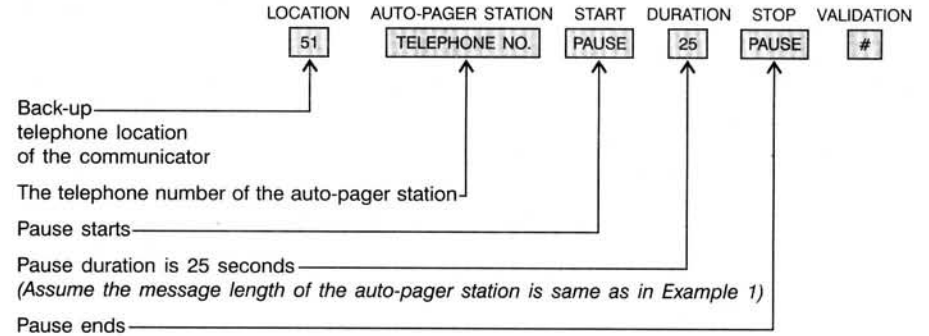 LOCATION AUTO-PAGER STATION START DURATION STOP VALIDATION
51 TELEPHONE NO. PAUSE 25 PAUSE #
Back-up
telephone location
of the communicator
The telephone number of the auto-pager station
Pause starts
Pause duration is 25 seconds
(Assume the message length of the auto-pager station is same as in Example 1)
Pause ends